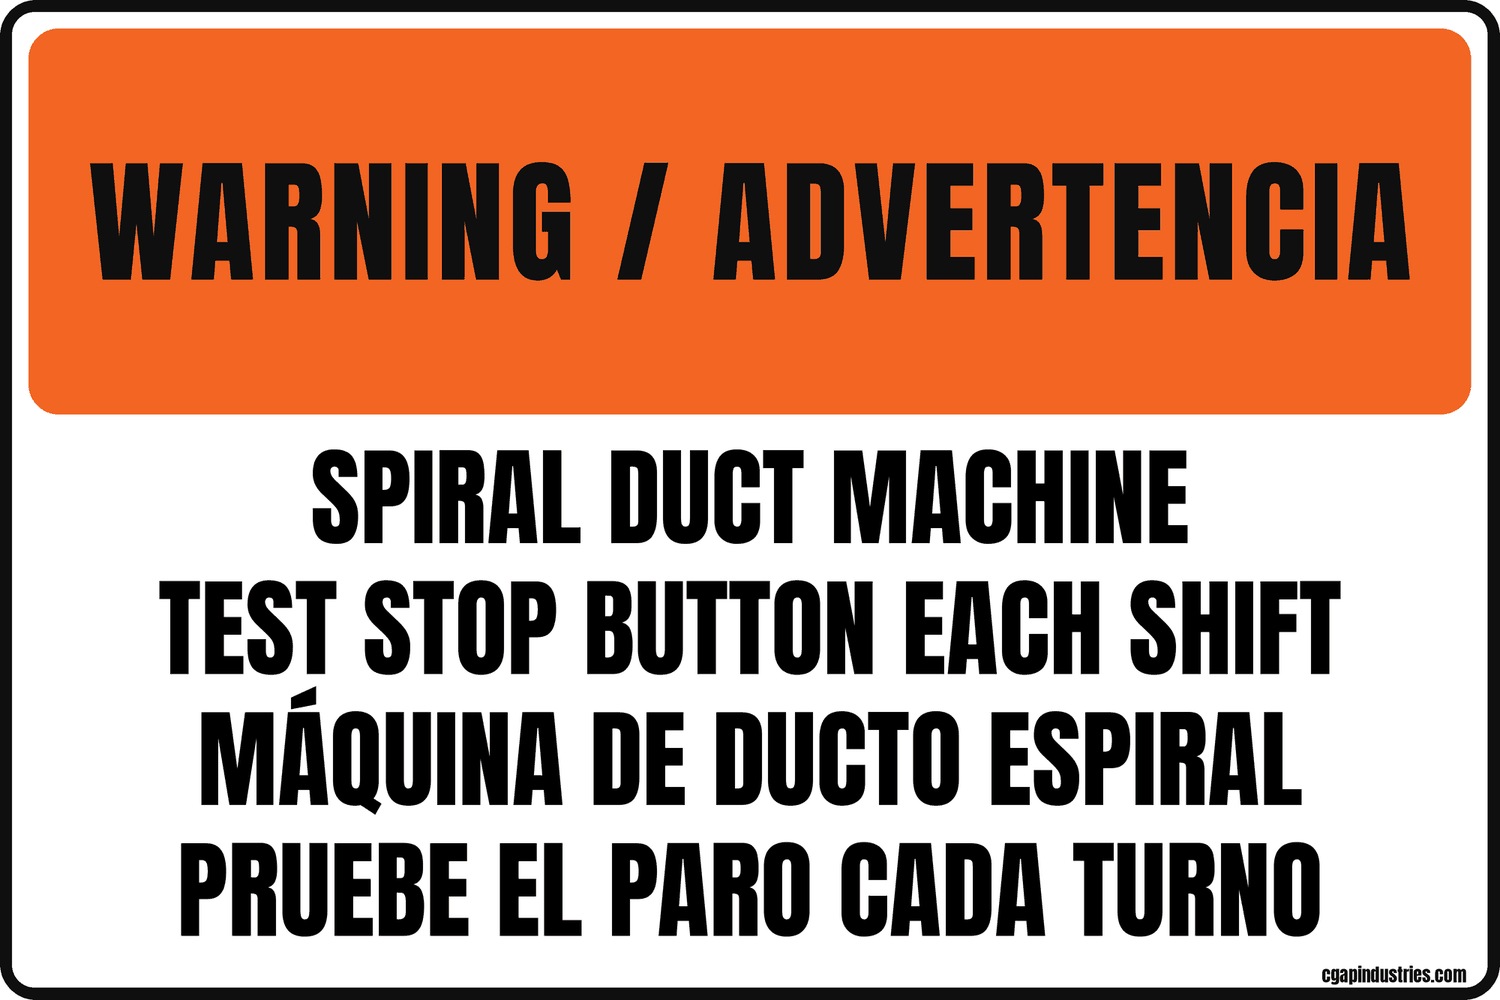 WARNING / ADVERTENCIA
SPIRAL DUCT MACHINE
TEST STOP BUTTON EACH SHIFT
MÁQUINA DE DUCTO ESPIRAL
PRUEBE EL PARO CADA TURNO
cgapindustries.com